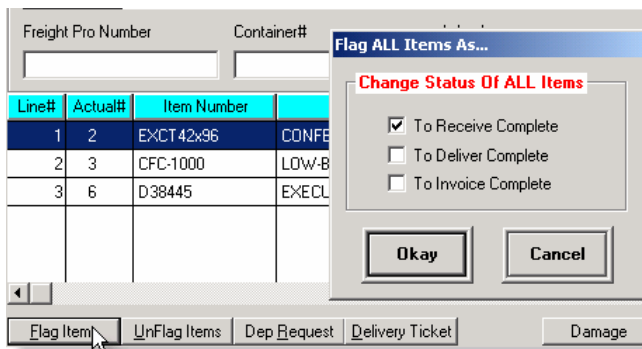 Freight Pro Number
Container#
Flag ALL Items As...
Change Status Of ALL Items
To Receive Complete
To Deliver Complete
To Invoice Complete
Okay
Cancel
Line# Actual# Item Number
1 2 EXCT42x96 CONFE
2 3 CFC-1000 LOW-B
3 6 D38445 EXECL
Flag Item UnFlag Items Dep Request Delivery Ticket Damage